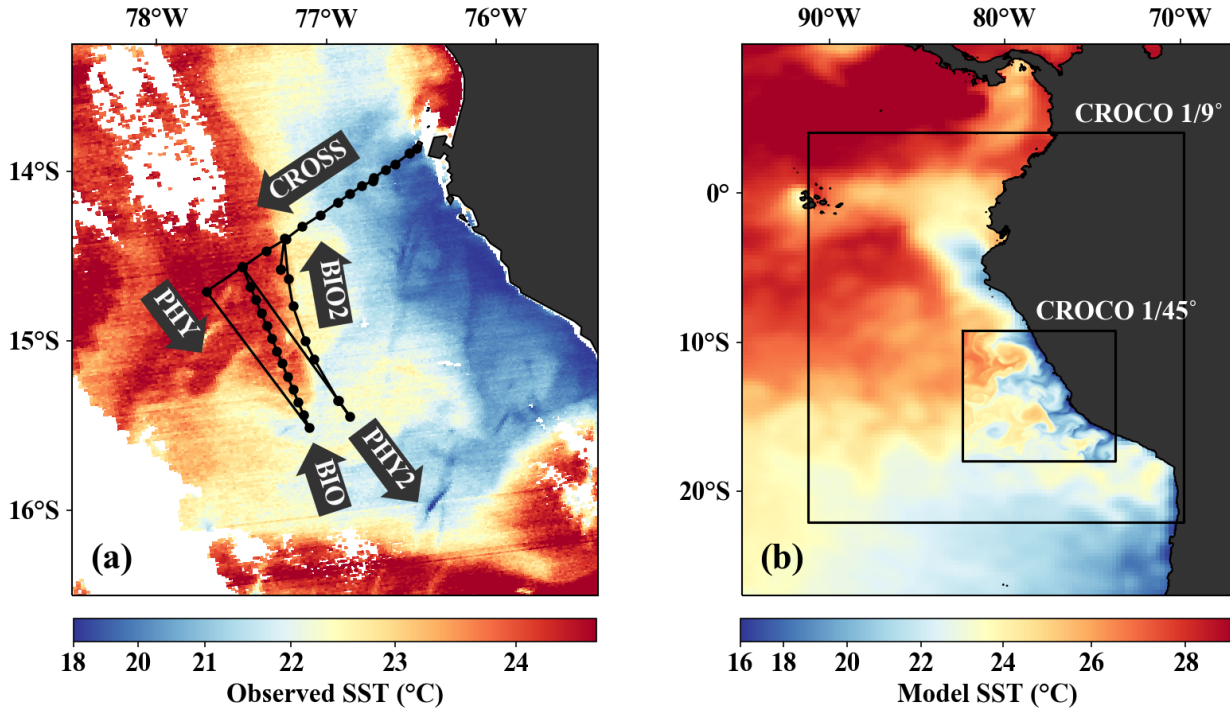 78°W 77°W 76°W
14°S
15°S
16°S
CROSS
PHY
BIO2
BIO
PHY2
(a)
18 20 21 22 23 24
Observed SST (°C)
90°W 80°W 70°W
0°
10°S
20°S
CROCO 1/9°
CROCO 1/45°
(b)
16 18 20 22 24 26 28
Model SST (°C)